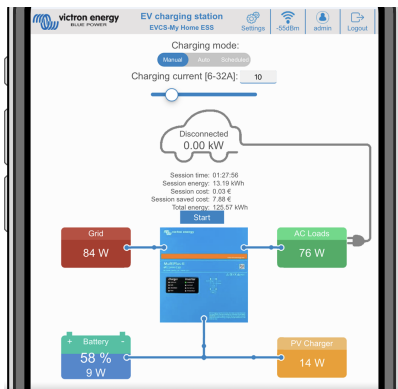 victron energy
BLUE POWER
EV charging station
EVCS-My Home ESS
Settings
-55dBm
admin
Logout
Charging mode:
Manual
Auto
Scheduled
Charging current [6-32A]: 10
Disconnected
0.00 kW
Session time: 01:27:56
Session energy: 13.19 kWh
Session cost: 0.03 €
Session saved cost: 7.88 €
Total energy: 125.57 kWh
Start
Grid
84 W
victron energy
AC Loads
76 W
+ Battery -
58 %
9 W
PV Charger
14 W